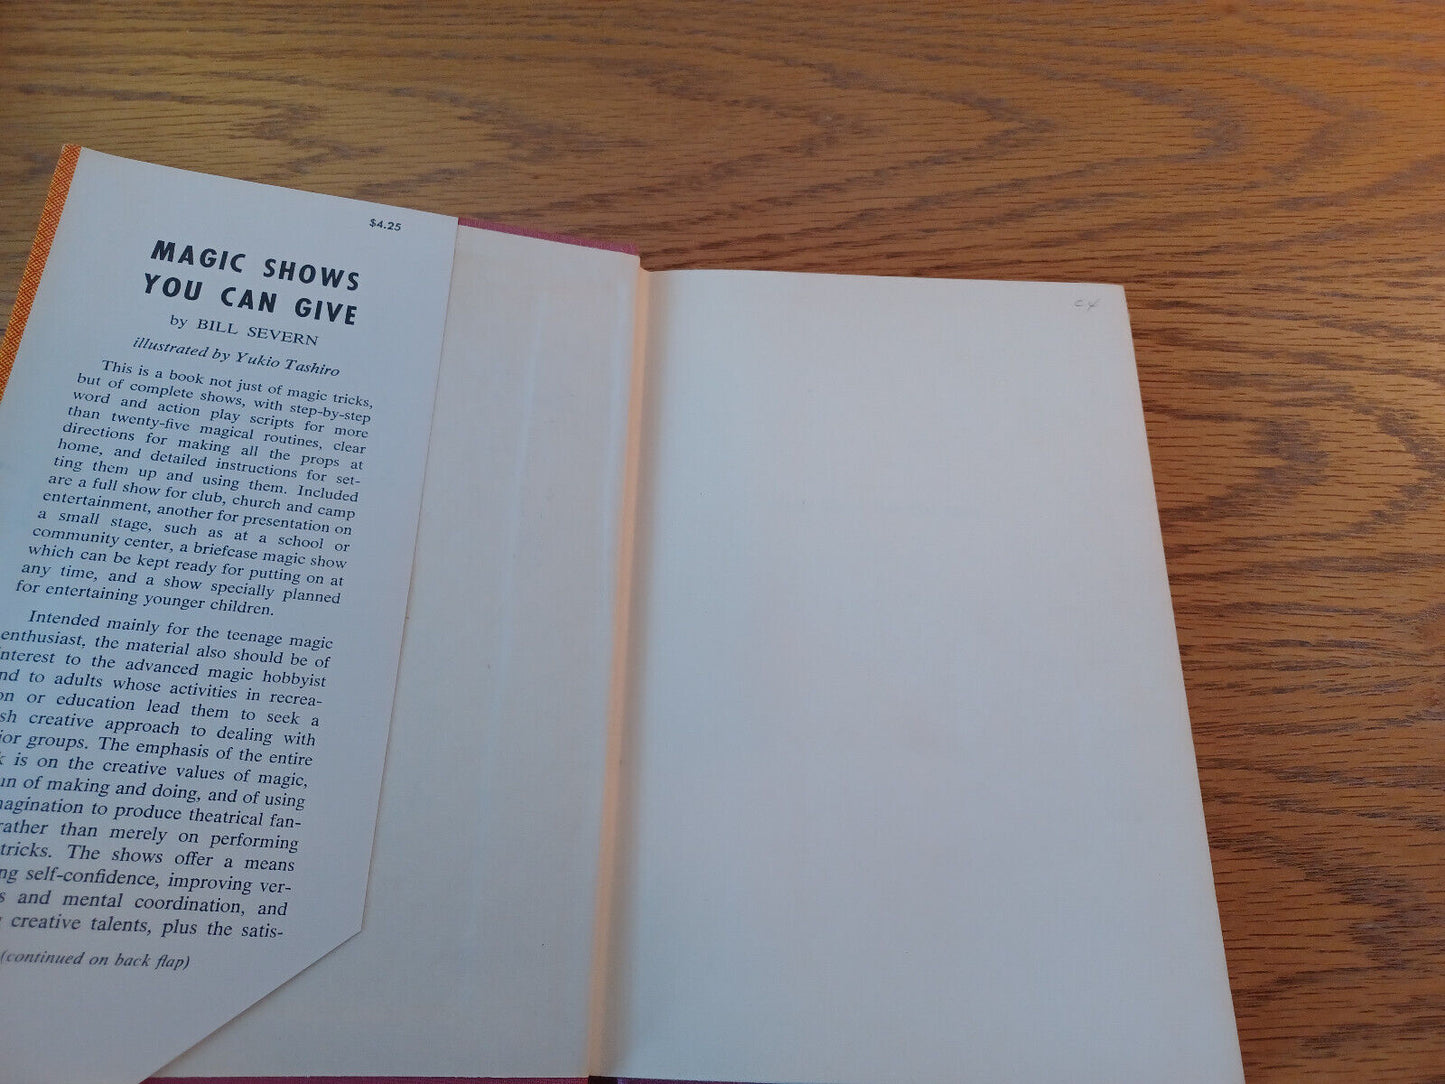 $4.25
MAGIC SHOWS
YOU CAN GIVE
by BILL SEVERN
illustrated by Yukio Tashiro
This is a book not just of magic tricks,
but of complete shows, with step-by-step
word and action play scripts for more
than twenty-five magical routines, clear
directions for making all the props at
home, and detailed instructions for set-
ting them up and using them. Included
are a full show for club, church and camp
entertainment, another for presentation on
a small stage, such as at a school or
community center, a briefcase magic show
which can be kept ready for putting on at
any time, and a show specially planned
for entertaining younger children.
Intended mainly for the teenage magic
enthusiast, the material also should be of
interest to the advanced magic hobbyist
nd to adults whose activities in recrea-
on or education lead them to seek a
sh creative approach to dealing with
ior groups. The emphasis of the entire
k is on the creative values of magic,
un of making and doing, and of using
magination to produce theatrical fan-
rather than merely on performing
tricks. The shows offer a means
ng self-confidence, improving ver-
s and mental coordination, and
creative talents, plus the satis-
(continued on back flap)